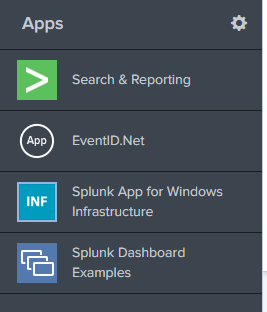 Apps
Search & Reporting
App
EventID.Net
INF
Splunk App for Windows
Infrastructure
Splunk Dashboard
Examples